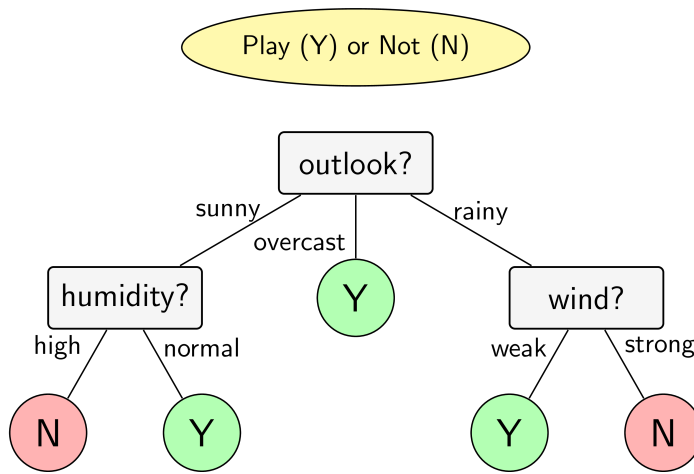 Play (Y) or Not (N)
outlook?
sunny
overcast
rainy
humidity?
Y
wind?
high
normal
weak
strong
N
Y
Y
N